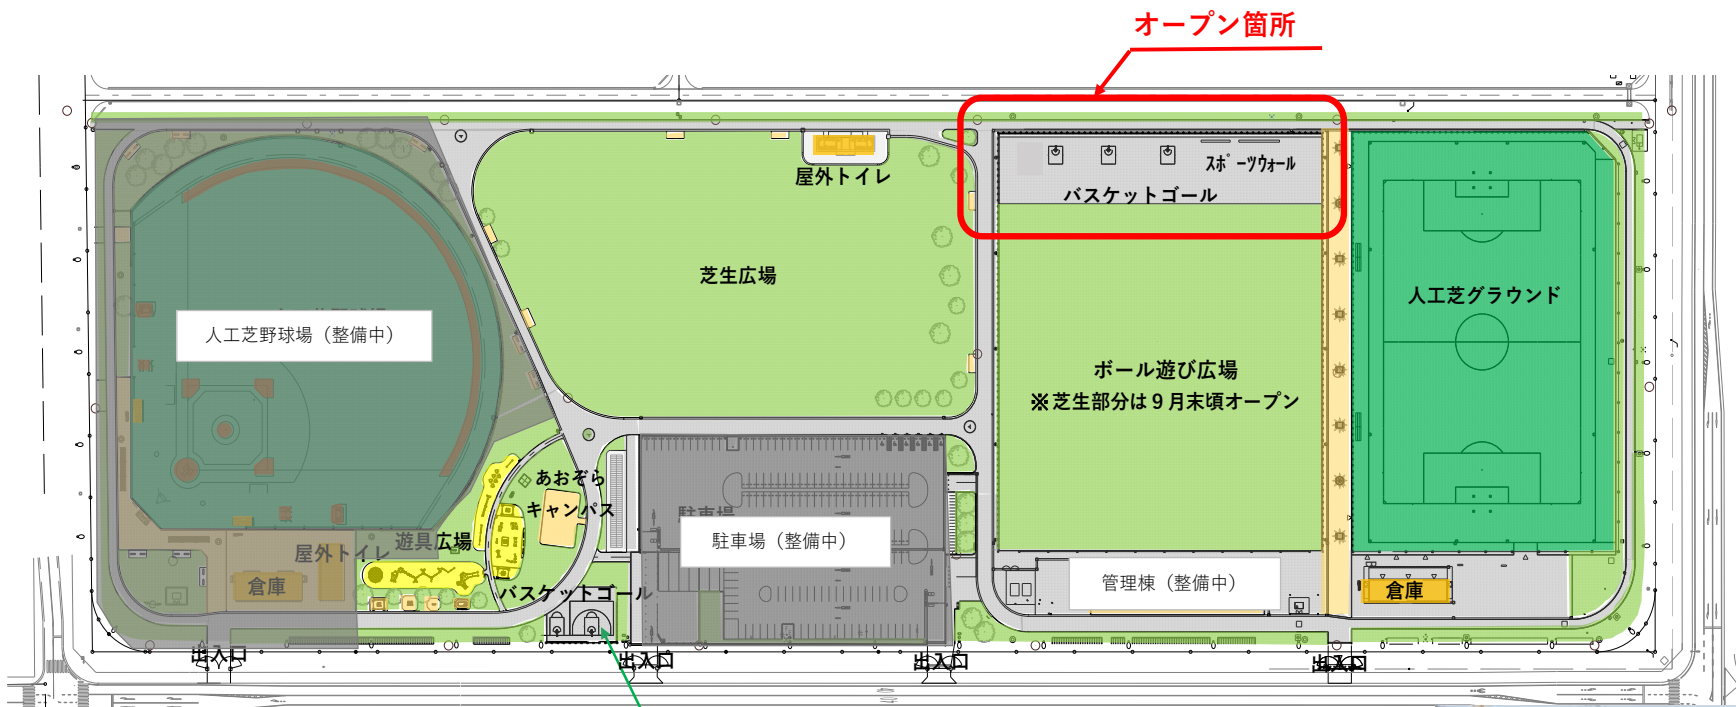 オープン箇所
スポーツウォール
バスケットゴール
屋外トイレ
芝生広場
人工芝グラウンド
人工芝野球場（整備中）
ボール遊び広場
※芝生部分は９月末頃オープン
あおぞら
キャンパス
駐車場
駐車場（整備中）
遊具広場
屋外トイレ
倉庫
バスケットゴール
管理棟（整備中）
倉庫
出入口
出入口
出入口
出入口